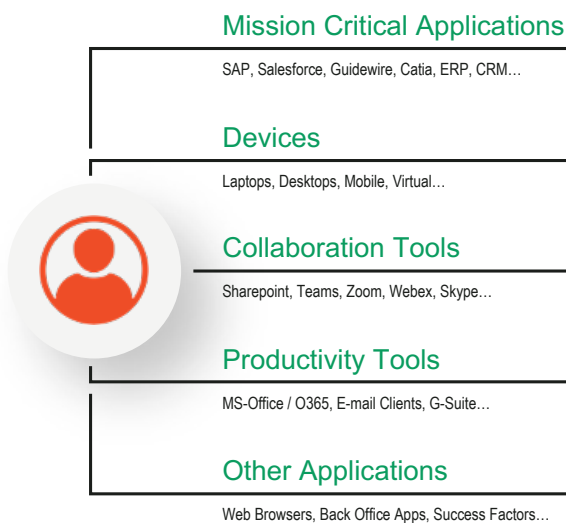 Mission Critical Applications
SAP, Salesforce, Guidewire, Catia, ERP, CRM…
Devices
Laptops, Desktops, Mobile, Virtual…
Collaboration Tools
Sharepoint, Teams, Zoom, Webex, Skype…
Productivity Tools
MS-Office / O365, E-mail Clients, G-Suite…
Other Applications
Web Browsers, Back Office Apps, Success Factors…